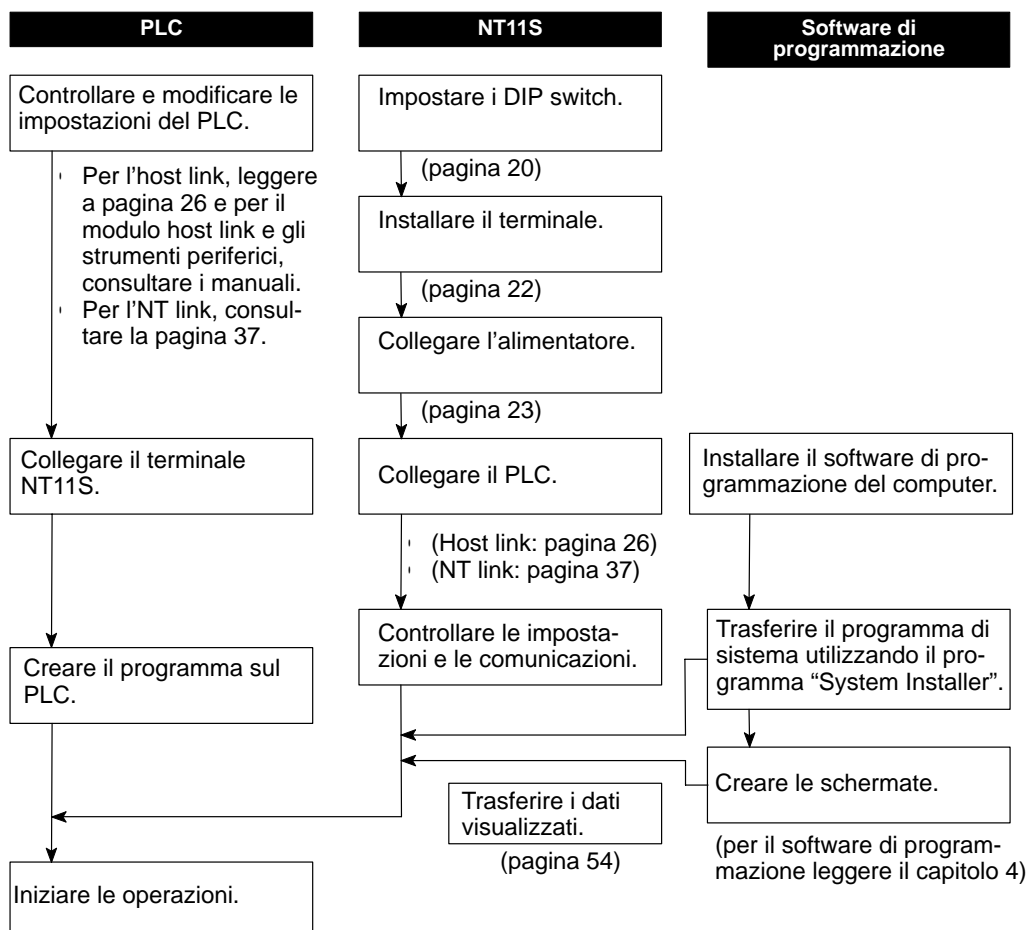 PLC
Controllare e modificare le
impostazioni del PLC.
Per l'host link, leggere
a pagina 26 e per il
modulo host link e gli
strumenti periferici,
consultare i manuali.
Per l'NT link, consul-
tare la pagina 37.
Collegare il terminale
NT11S.
Creare il programma sul
PLC.
Iniziare le operazioni.
NT11S
Impostare i DIP switch.
(pagina 20)
Installare il terminale.
(pagina 22)
Collegare l'alimentatore.
(pagina 23)
Collegare il PLC.
(Host link: pagina 26)
(NT link: pagina 37)
Controllare le imposta-
zioni e le comunicazioni.
Trasferire i dati
visualizzati.
(pagina 54)
Software di
programmazione
Installare il software di pro-
grammazione del computer.
Trasferire il programma di
sistema utilizzando il pro-
gramma “System Installer”.
Creare le schermate.
(per il software di program-
mazione leggere il capitolo 4)